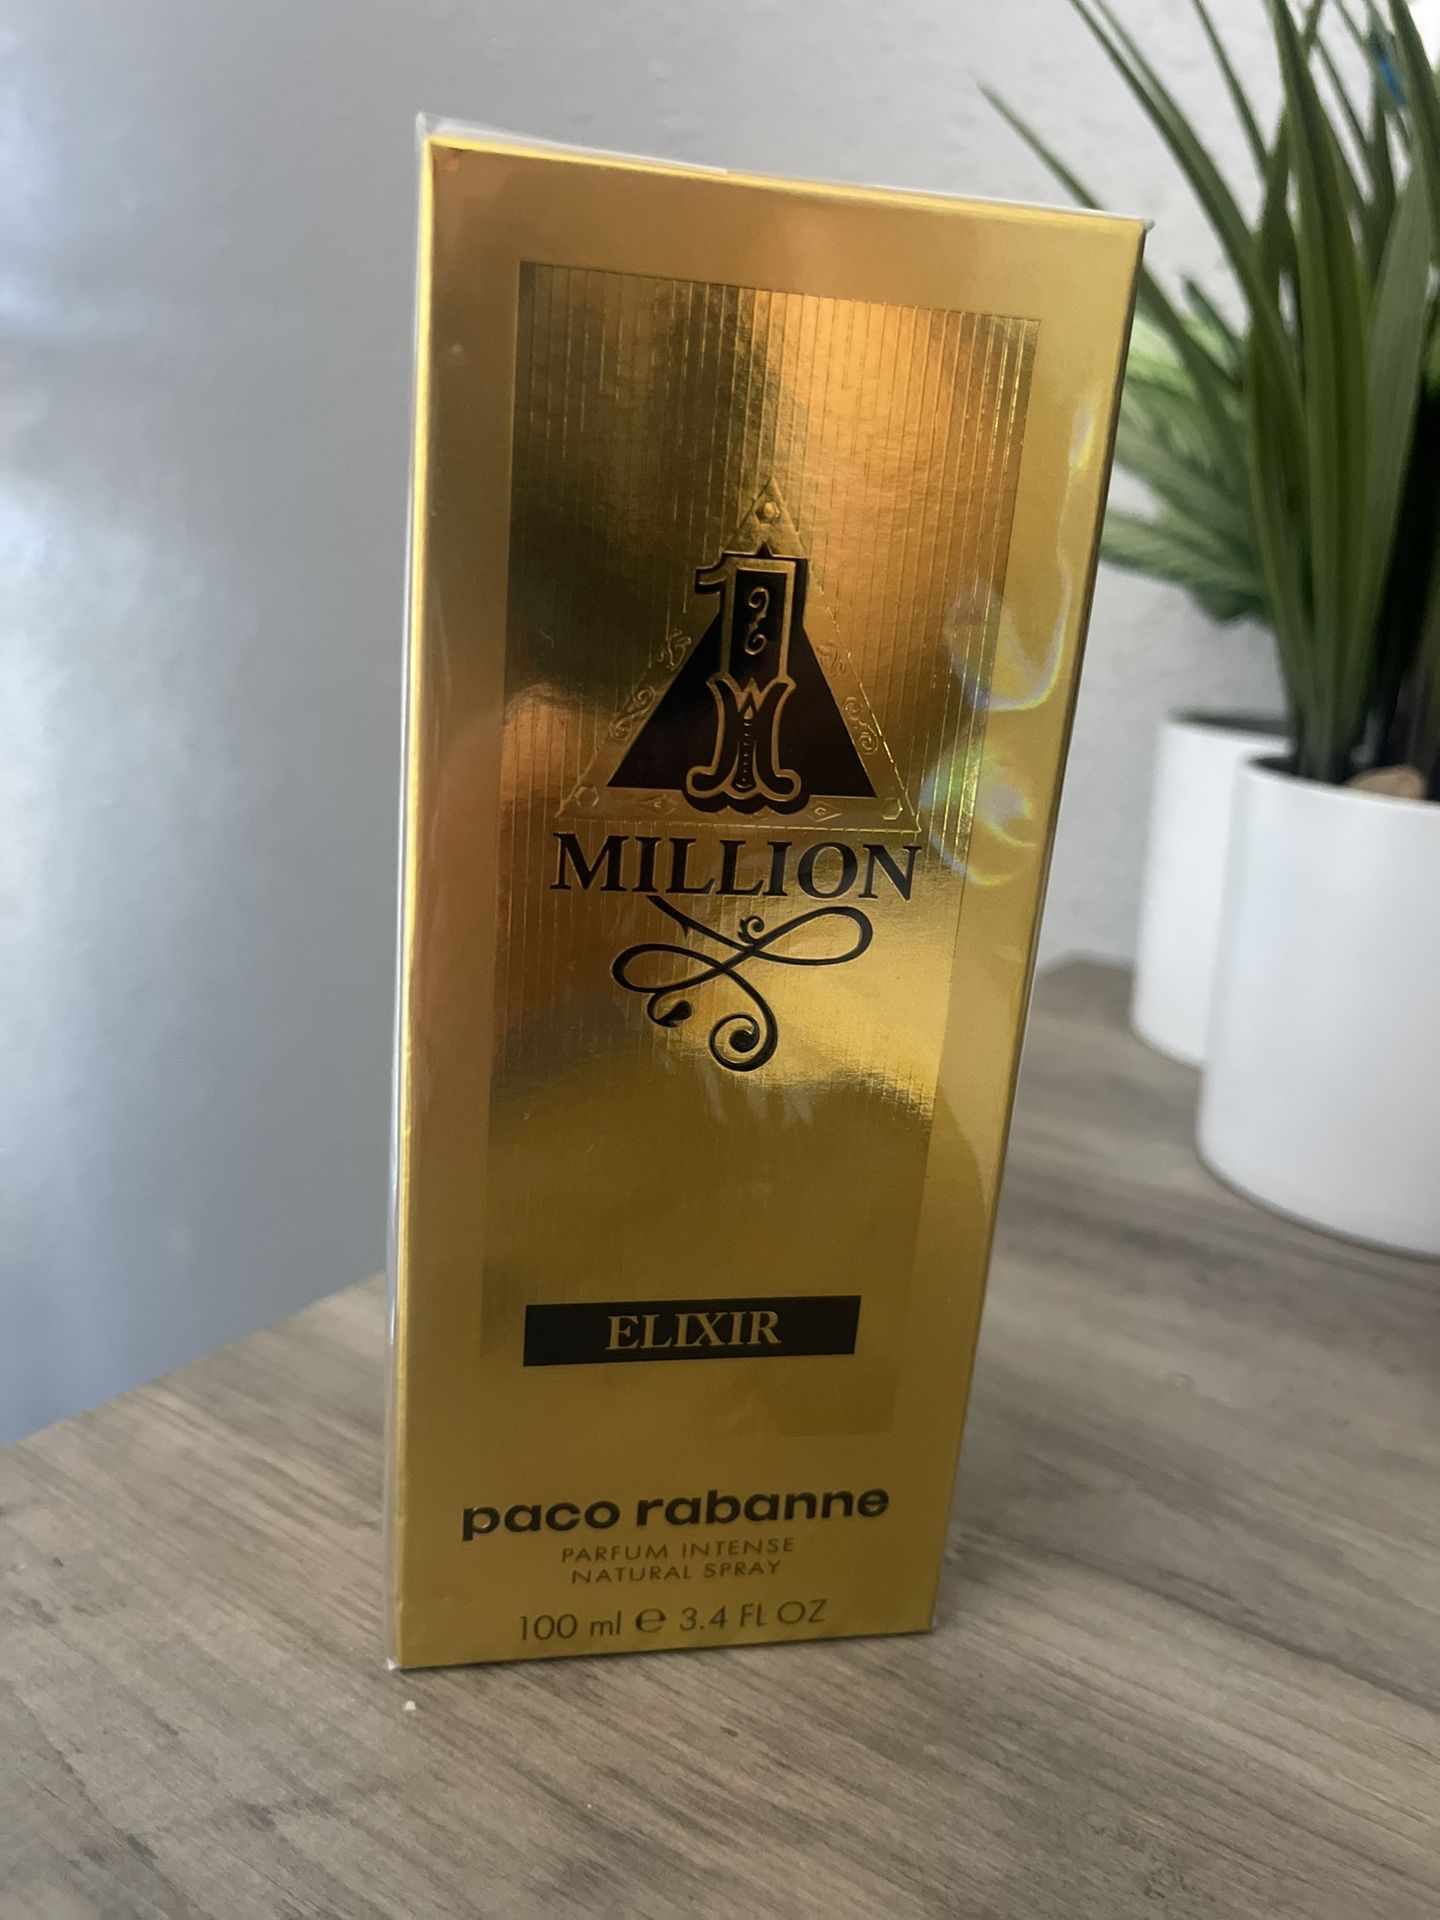 1
MILLION
ELIXIR
paco rabanne
PARFUM INTENSE
NATURAL SPRAY
100 ml ℮ 3.4 FL OZ